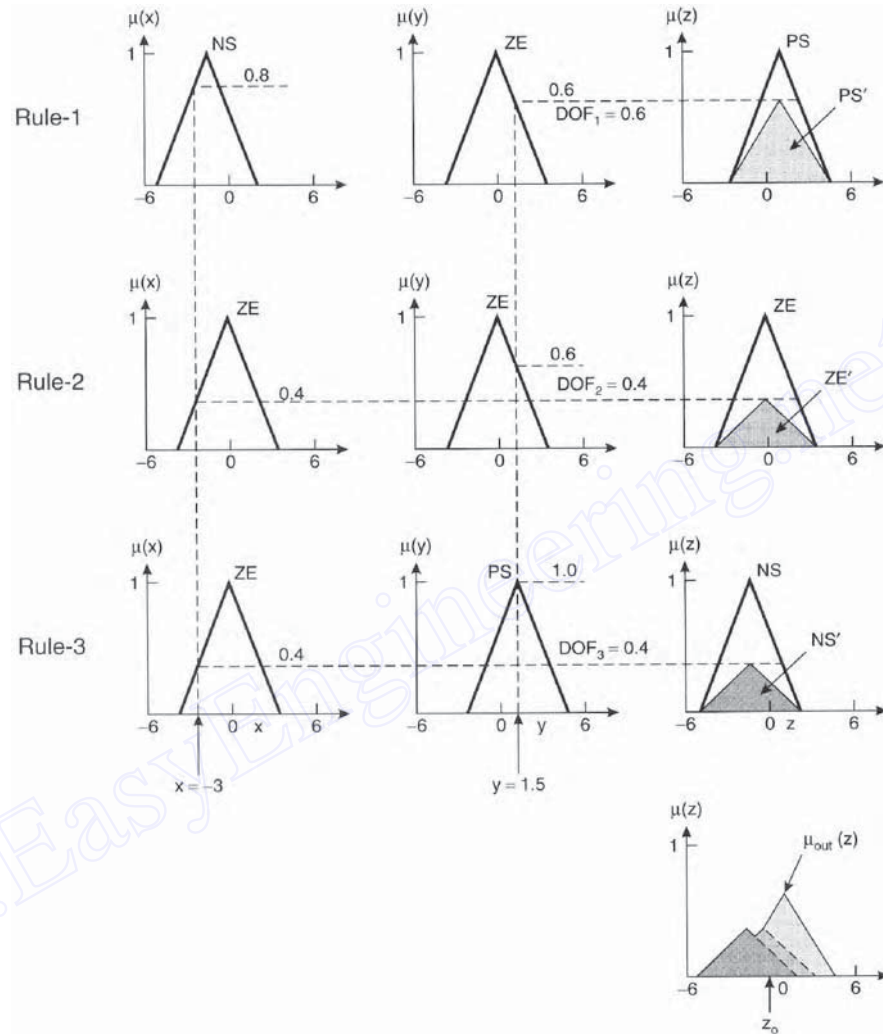 μ(x) NS μ(y) ZE μ(z) PS
1 0.8 1 0.6 1
Rule-1 DOF₁ = 0.6 PS′
−6 0 6 −6 0 6 −6 0 6
μ(x) ZE μ(y) ZE μ(z) ZE
1 1 0.6 1
Rule-2 0.4 DOF₂ = 0.4 ZE′
−6 0 6 −6 0 6 −6 0 6
μ(x) ZE μ(y) PS 1.0 μ(z) NS
1 1 1
Rule-3 0.4 DOF₃ = 0.4 NS′
−6 0 x 6 −6 0 y 6 −6 0 z 6
x = −3 y = 1.5
μ(z)
1 μout (z)
−6 0 6
zo
.EasyEngineering.net